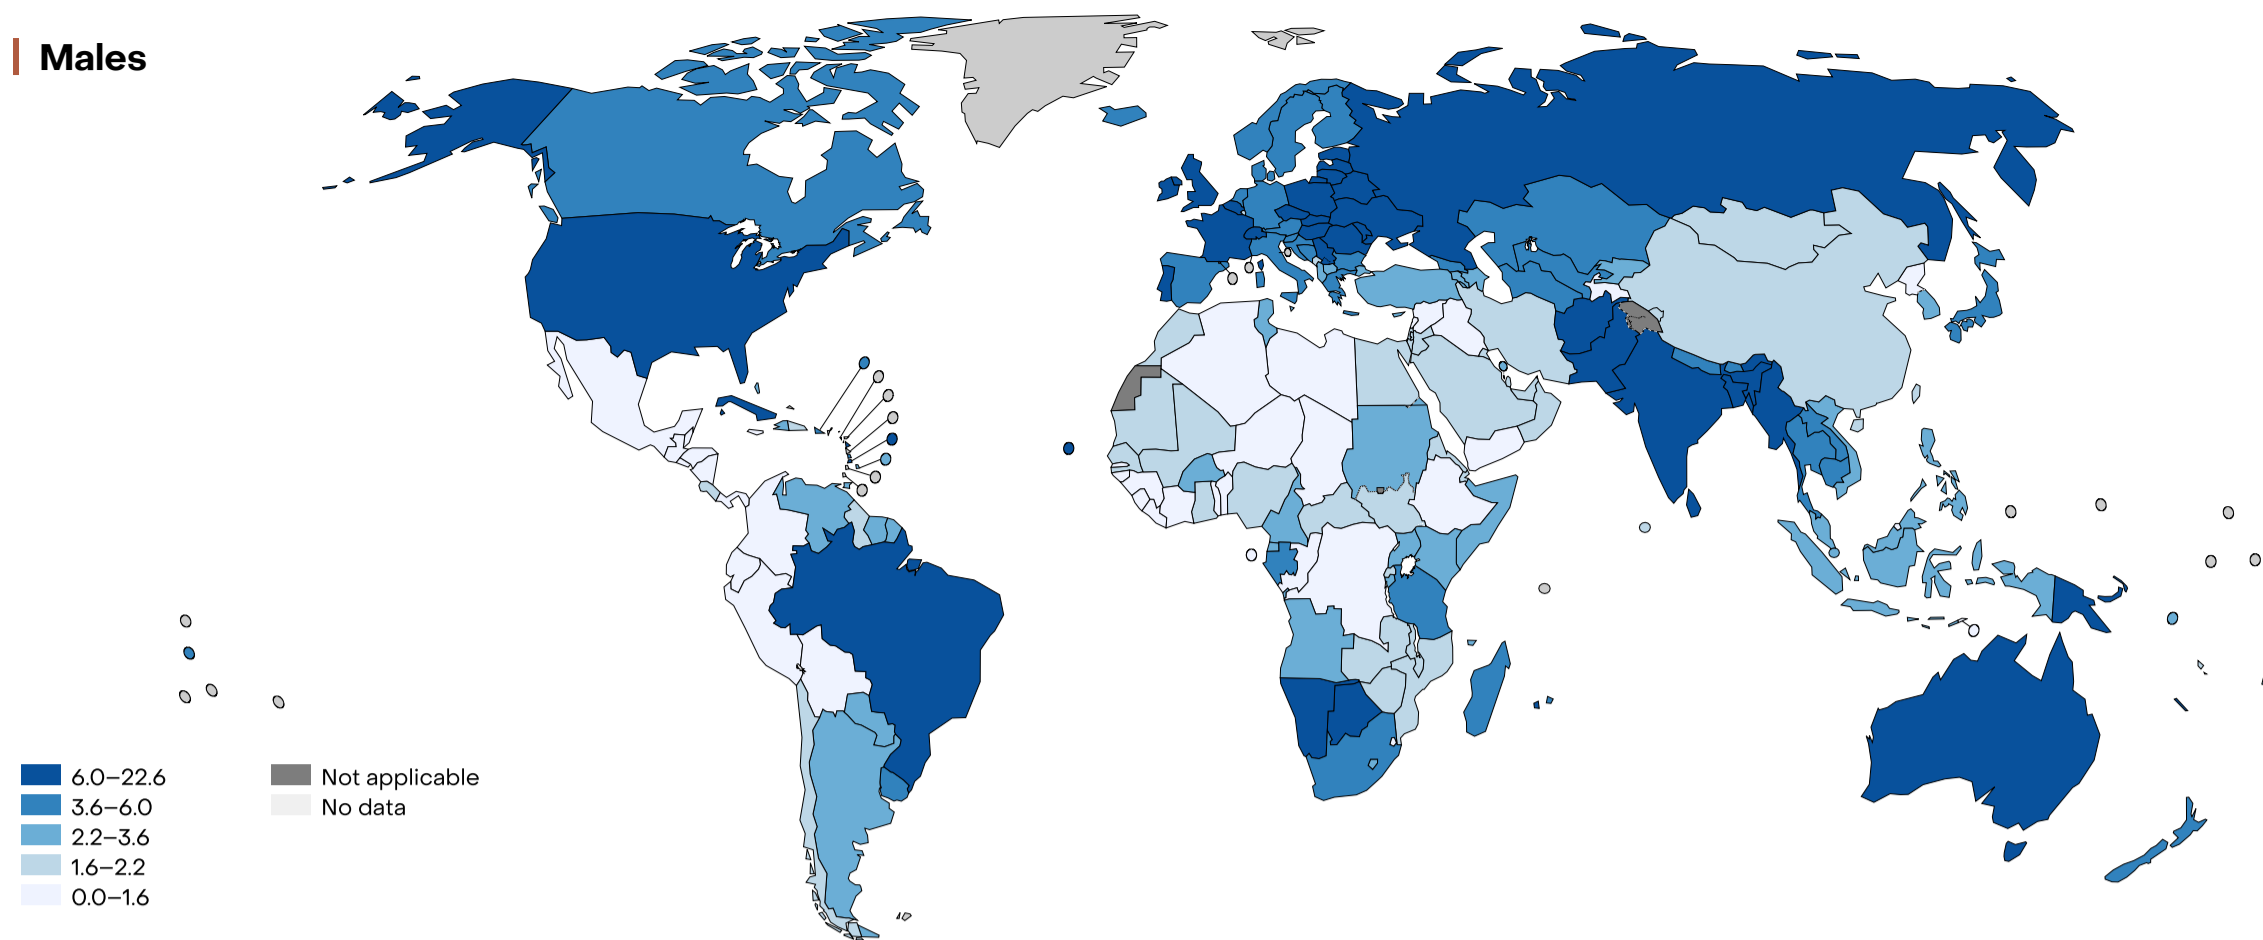 Males
6.0–22.6
3.6–6.0
2.2–3.6
1.6–2.2
0.0–1.6
Not applicable
No data